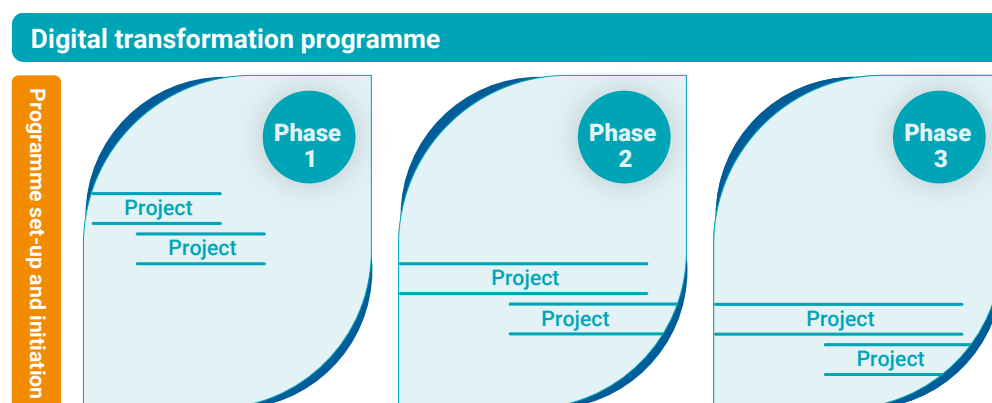 Digital transformation programme
Programme set-up and initiation
Phase
1
Project
Project
Phase
2
Project
Project
Phase
3
Project
Project